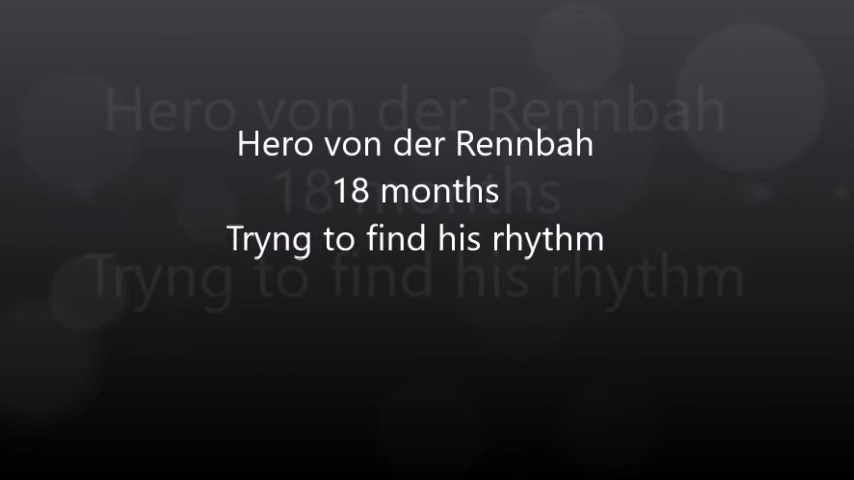 Hero von der Rennbah
18 months
Tryng to find his rhythm